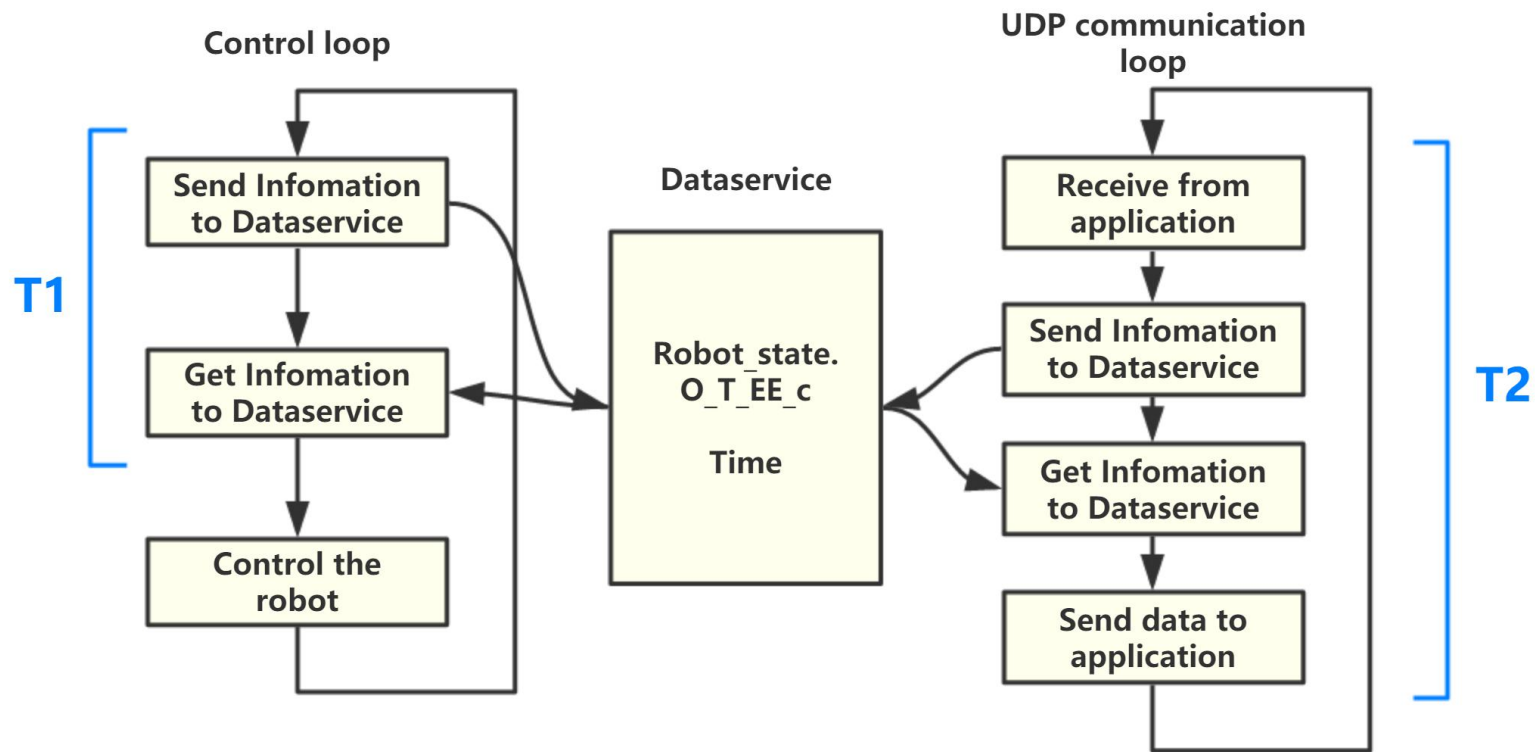 Control loop
T1
Send Infomation
to Dataservice
Get Infomation
to Dataservice
Control the
robot
Dataservice
Robot_state.
O_T_EE_c
Time
UDP communication
loop
Receive from
application
Send Infomation
to Dataservice
Get Infomation
to Dataservice
Send data to
application
T2